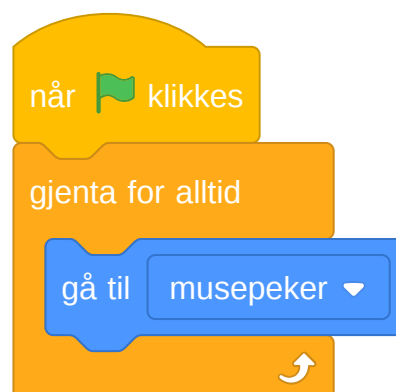 når klikkes
gjenta for alltid
gå til musepeker